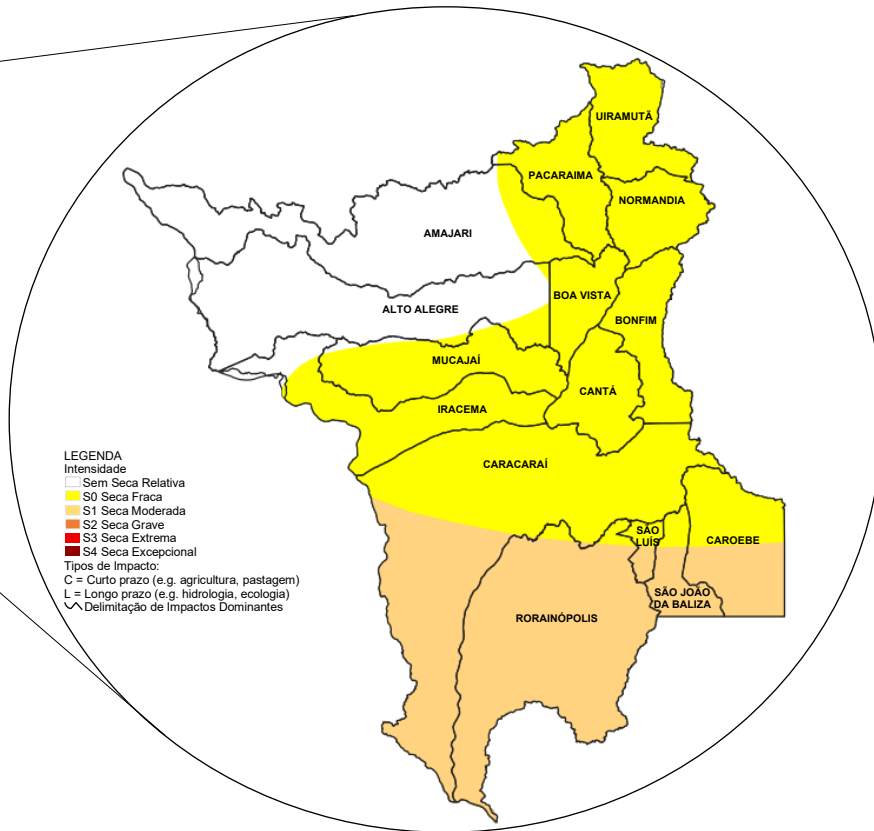 UIRAMUTÃ
PACARAIMA
NORMANDIA
AMAJARI
BOA VISTA
ALTO ALEGRE
BONFIM
MUCAJAÍ
CANTÁ
IRACEMA
CARACARAÍ
SÃO
LUÍS
CAROEBE
SÃO JOÃO
DA BALIZA
RORAINÓPOLIS
LEGENDA
Intensidade
Sem Seca Relativa
S0 Seca Fraca
S1 Seca Moderada
S2 Seca Grave
S3 Seca Extrema
S4 Seca Excepcional
Tipos de Impacto:
C = Curto prazo (e.g. agricultura, pastagem)
L = Longo prazo (e.g. hidrologia, ecologia)
Delimitação de Impactos Dominantes